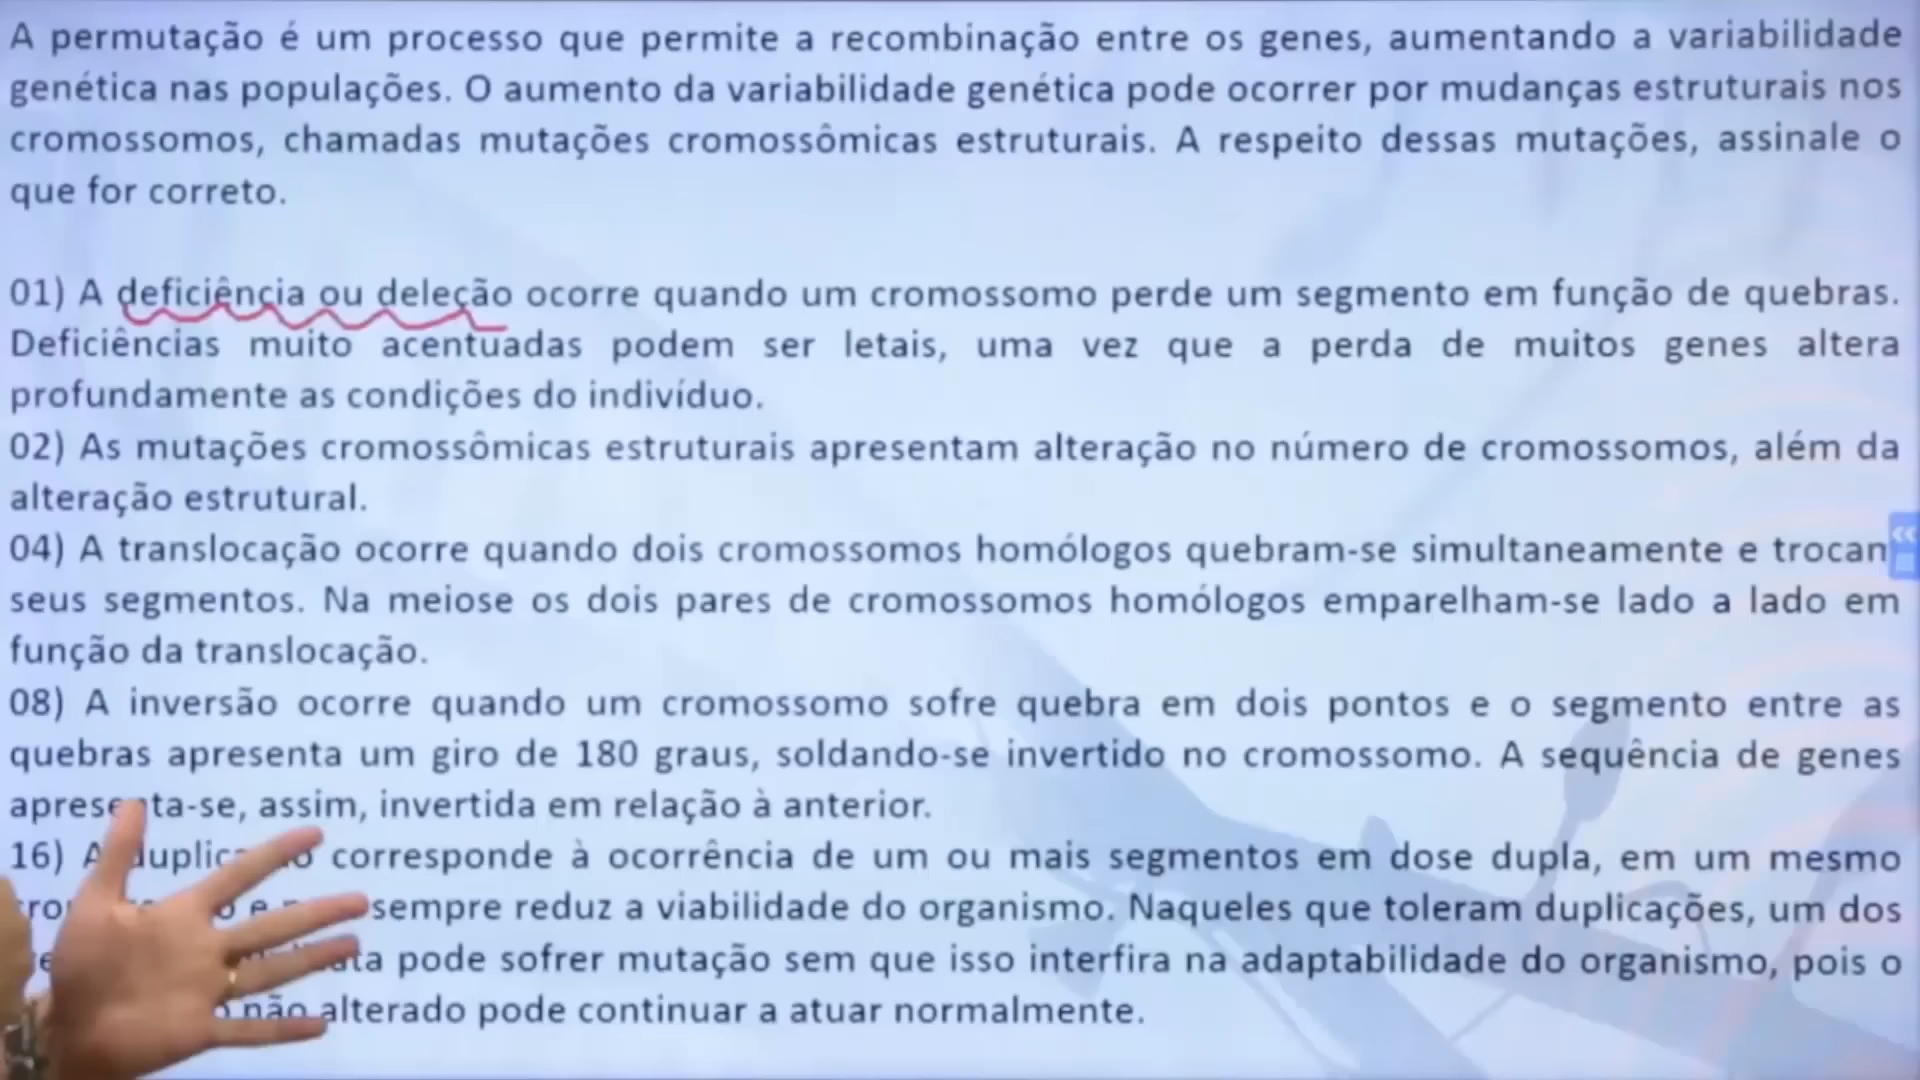 A permutação é um processo que permite a recombinação entre os genes, aumentando a variabilidade
genética nas populações. O aumento da variabilidade genética pode ocorrer por mudanças estruturais nos
cromossomos, chamadas mutações cromossômicas estruturais. A respeito dessas mutações, assinale o
que for correto.
01) A deficiência ou deleção ocorre quando um cromossomo perde um segmento em função de quebras.
Deficiências muito acentuadas podem ser letais, uma vez que a perda de muitos genes altera
profundamente as condições do indivíduo.
02) As mutações cromossômicas estruturais apresentam alteração no número de cromossomos, além da
alteração estrutural.
04) A translocação ocorre quando dois cromossomos homólogos quebram-se simultaneamente e trocam
seus segmentos. Na meiose os dois pares de cromossomos homólogos emparelham-se lado a lado em
função da translocação.
08) A inversão ocorre quando um cromossomo sofre quebra em dois pontos e o segmento entre as
quebras apresenta um giro de 180 graus, soldando-se invertido no cromossomo. A sequência de genes
apresenta-se, assim, invertida em relação à anterior.
16) A corresponde à ocorrência de um ou mais segmentos em dose dupla, em um mesmo
sempre reduz a viabilidade do organismo. Naqueles que toleram duplicações, um dos
pode sofrer mutação sem que isso interfira na adaptabilidade do organismo, pois o
não alterado pode continuar a atuar normalmente.